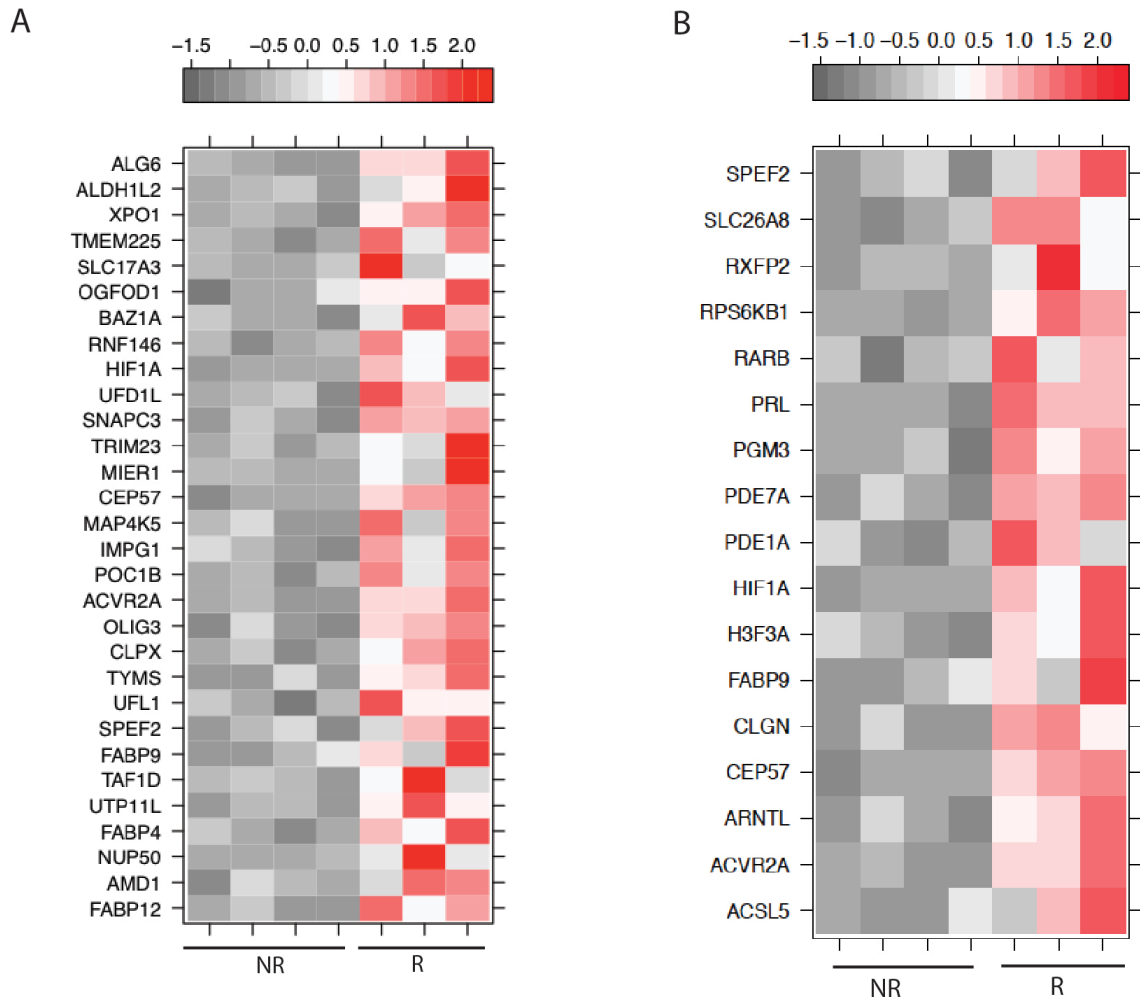 A
−1.5 −0.5 0.0 0.5 1.0 1.5 2.0
ALG6
ALDH1L2
XPO1
TMEM225
SLC17A3
OGFOD1
BAZ1A
RNF146
HIF1A
UFD1L
SNAPC3
TRIM23
MIER1
CEP57
MAP4K5
IMPG1
POC1B
ACVR2A
OLIG3
CLPX
TYMS
UFL1
SPEF2
FABP9
TAF1D
UTP11L
FABP4
NUP50
AMD1
FABP12
NR R
B
−1.5 −1.0 −0.5 0.0 0.5 1.0 1.5 2.0
SPEF2
SLC26A8
RXFP2
RPS6KB1
RARB
PRL
PGM3
PDE7A
PDE1A
HIF1A
H3F3A
FABP9
CLGN
CEP57
ARNTL
ACVR2A
ACSL5
NR R